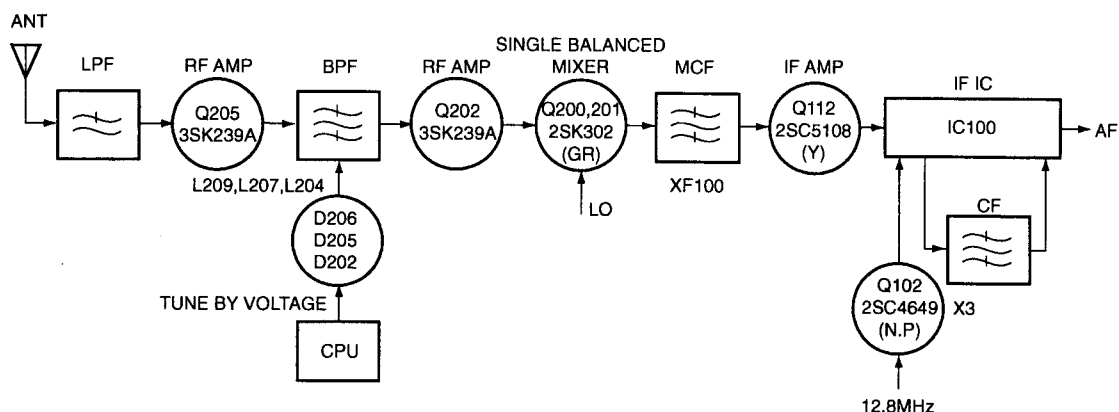 ANT
LPF
RF AMP
BPF
RF AMP
SINGLE BALANCED
MIXER
MCF
IF AMP
IF IC
Q205
3SK239A
Q202
3SK239A
Q200,201
2SK302
(GR)
Q112
2SC5108
(Y)
IC100
AF
L209,L207,L204
XF100
LO
D206
D205
D202
CF
TUNE BY VOLTAGE
CPU
Q102
2SC4649
(N.P)
X3
12.8MHz